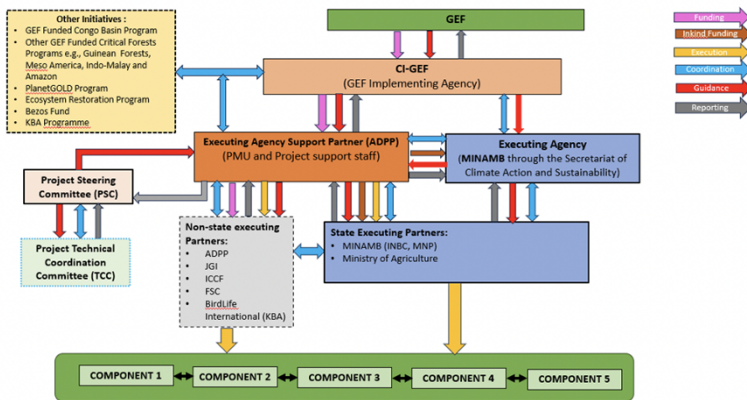 Other Initiatives :
• GEF Funded Congo Basin Program
• Other GEF Funded Critical Forests
Programs e.g., Guinean Forests,
Meso America, Indo-Malay and
Amazon
• PlanetGOLD Program
• Ecosystem Restoration Program
• Bezos Fund
• KBA Programme
GEF
CI-GEF
(GEF Implementing Agency)
Funding
Inkind Funding
Execution
Coordination
Guidance
Reporting
Executing Agency Support Partner (ADPP)
(PMU and Project support staff)
Executing Agency
(MINAMB through the Secretariat of
Climate Action and Sustainability)
Project Steering
Committee (PSC)
Project Technical
Coordination
Committee (TCC)
Non-state executing
Partners:
• ADPP
• JGI
• ICCF
• FSC
• BirdLife
International (KBA)
State Executing Partners:
• MINAMB (INBC, MNP)
• Ministry of Agriculture
COMPONENT 1
COMPONENT 2
COMPONENT 3
COMPONENT 4
COMPONENT 5